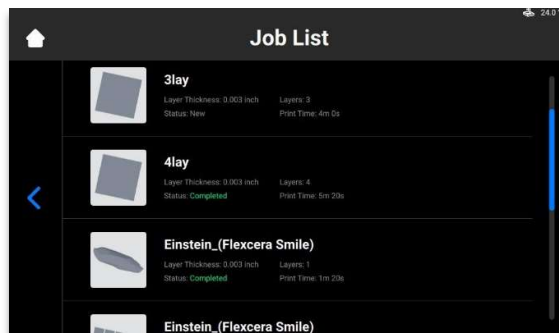 24.0
Job List
3lay
Layer Thickness: 0.003 inch Layers: 3
Status: New Print Time: 4m 0s
4lay
Layer Thickness: 0.003 inch Layers: 4
Status: Completed Print Time: 5m 20s
Einstein_(Flexcera Smile)
Layer Thickness: 0.003 inch Layers: 1
Status: Completed Print Time: 1m 20s
Einstein_(Flexcera Smile)